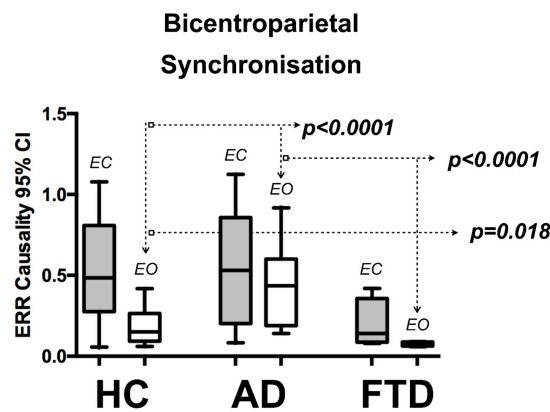 Bicentroparietal
Synchronisation
ERR Causality 95% CI
1.5
1.0
0.5
0.0
EC
EO
EC
EO
EC
EO
p<0.0001
p<0.0001
p=0.018
HC
AD
FTD